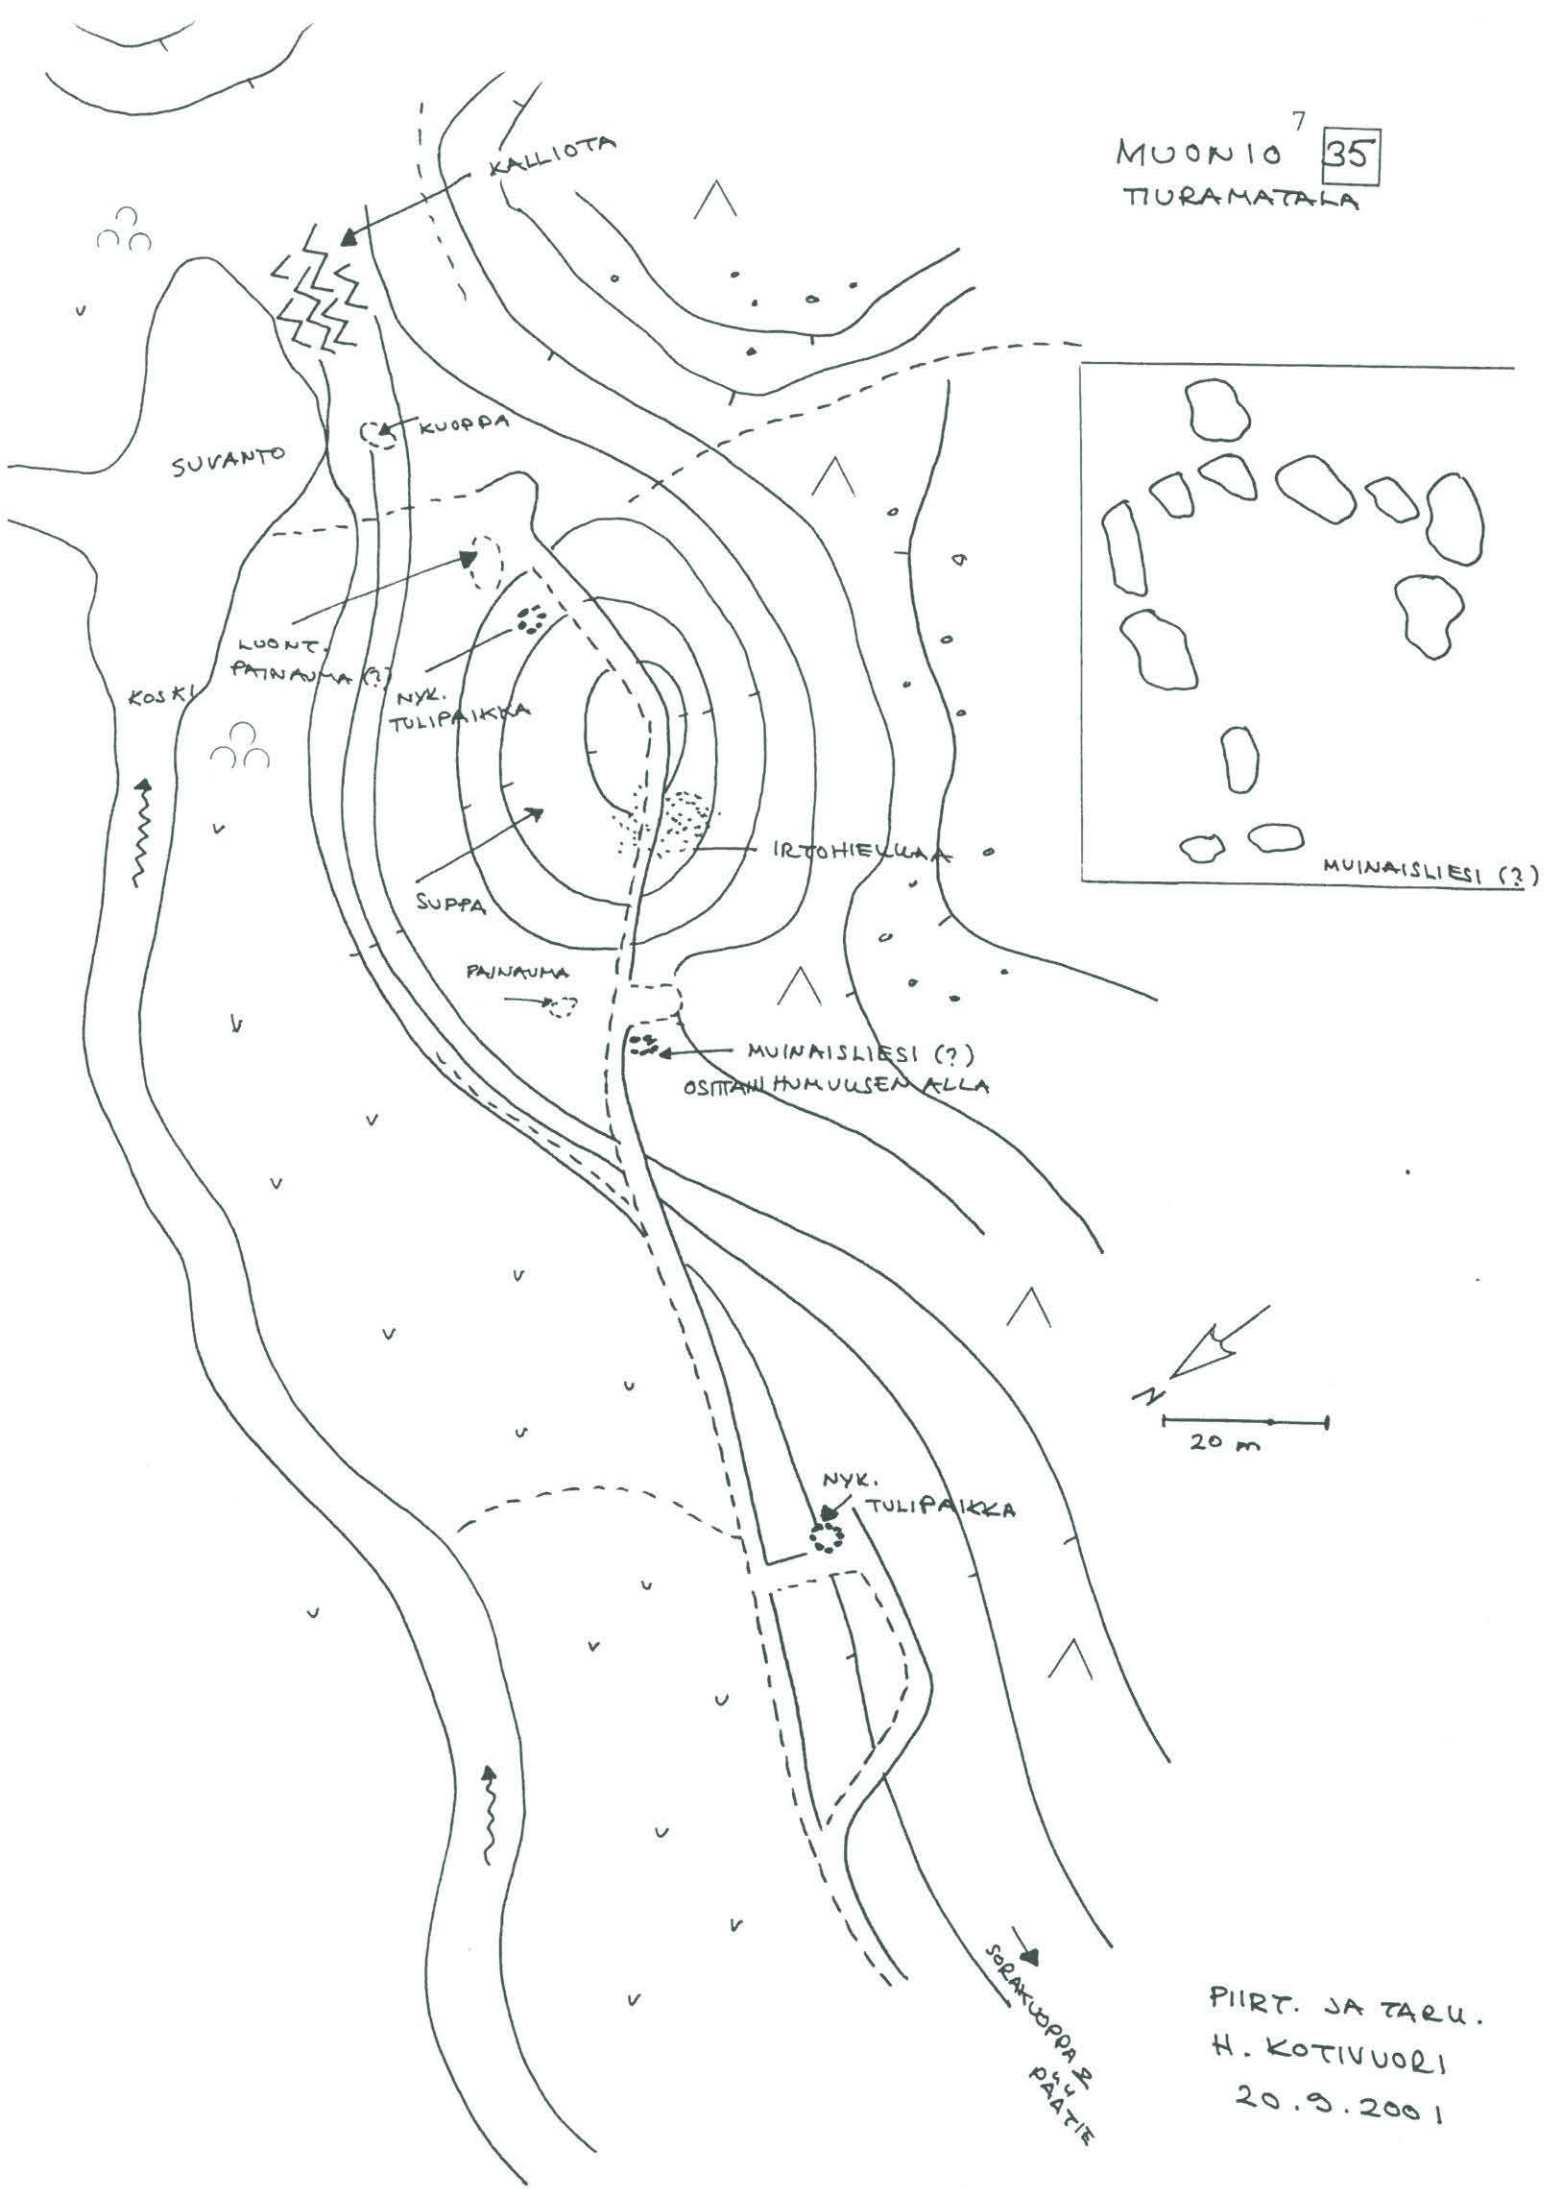 7
MUONIO 35
TIURAMATALA
KALLIOTA
KUOPPA
SUVANTO
LUONT.
PAINAUMA (?)
KOSKI
NYK.
TULIPAIKKA
IRTOHIEKKAA
SUPPA
MUINAISLIESI (?)
PAINAUMA
MUINAISLIESI (?)
OSITTAIN HUMUKSEN ALLA
N
20 m
NYK.
TULIPAIKKA
SORAKUOPPA &
PÄÄTIE
PIIRT. JA TARK.
H. KOTIVUORI
20.9.2001